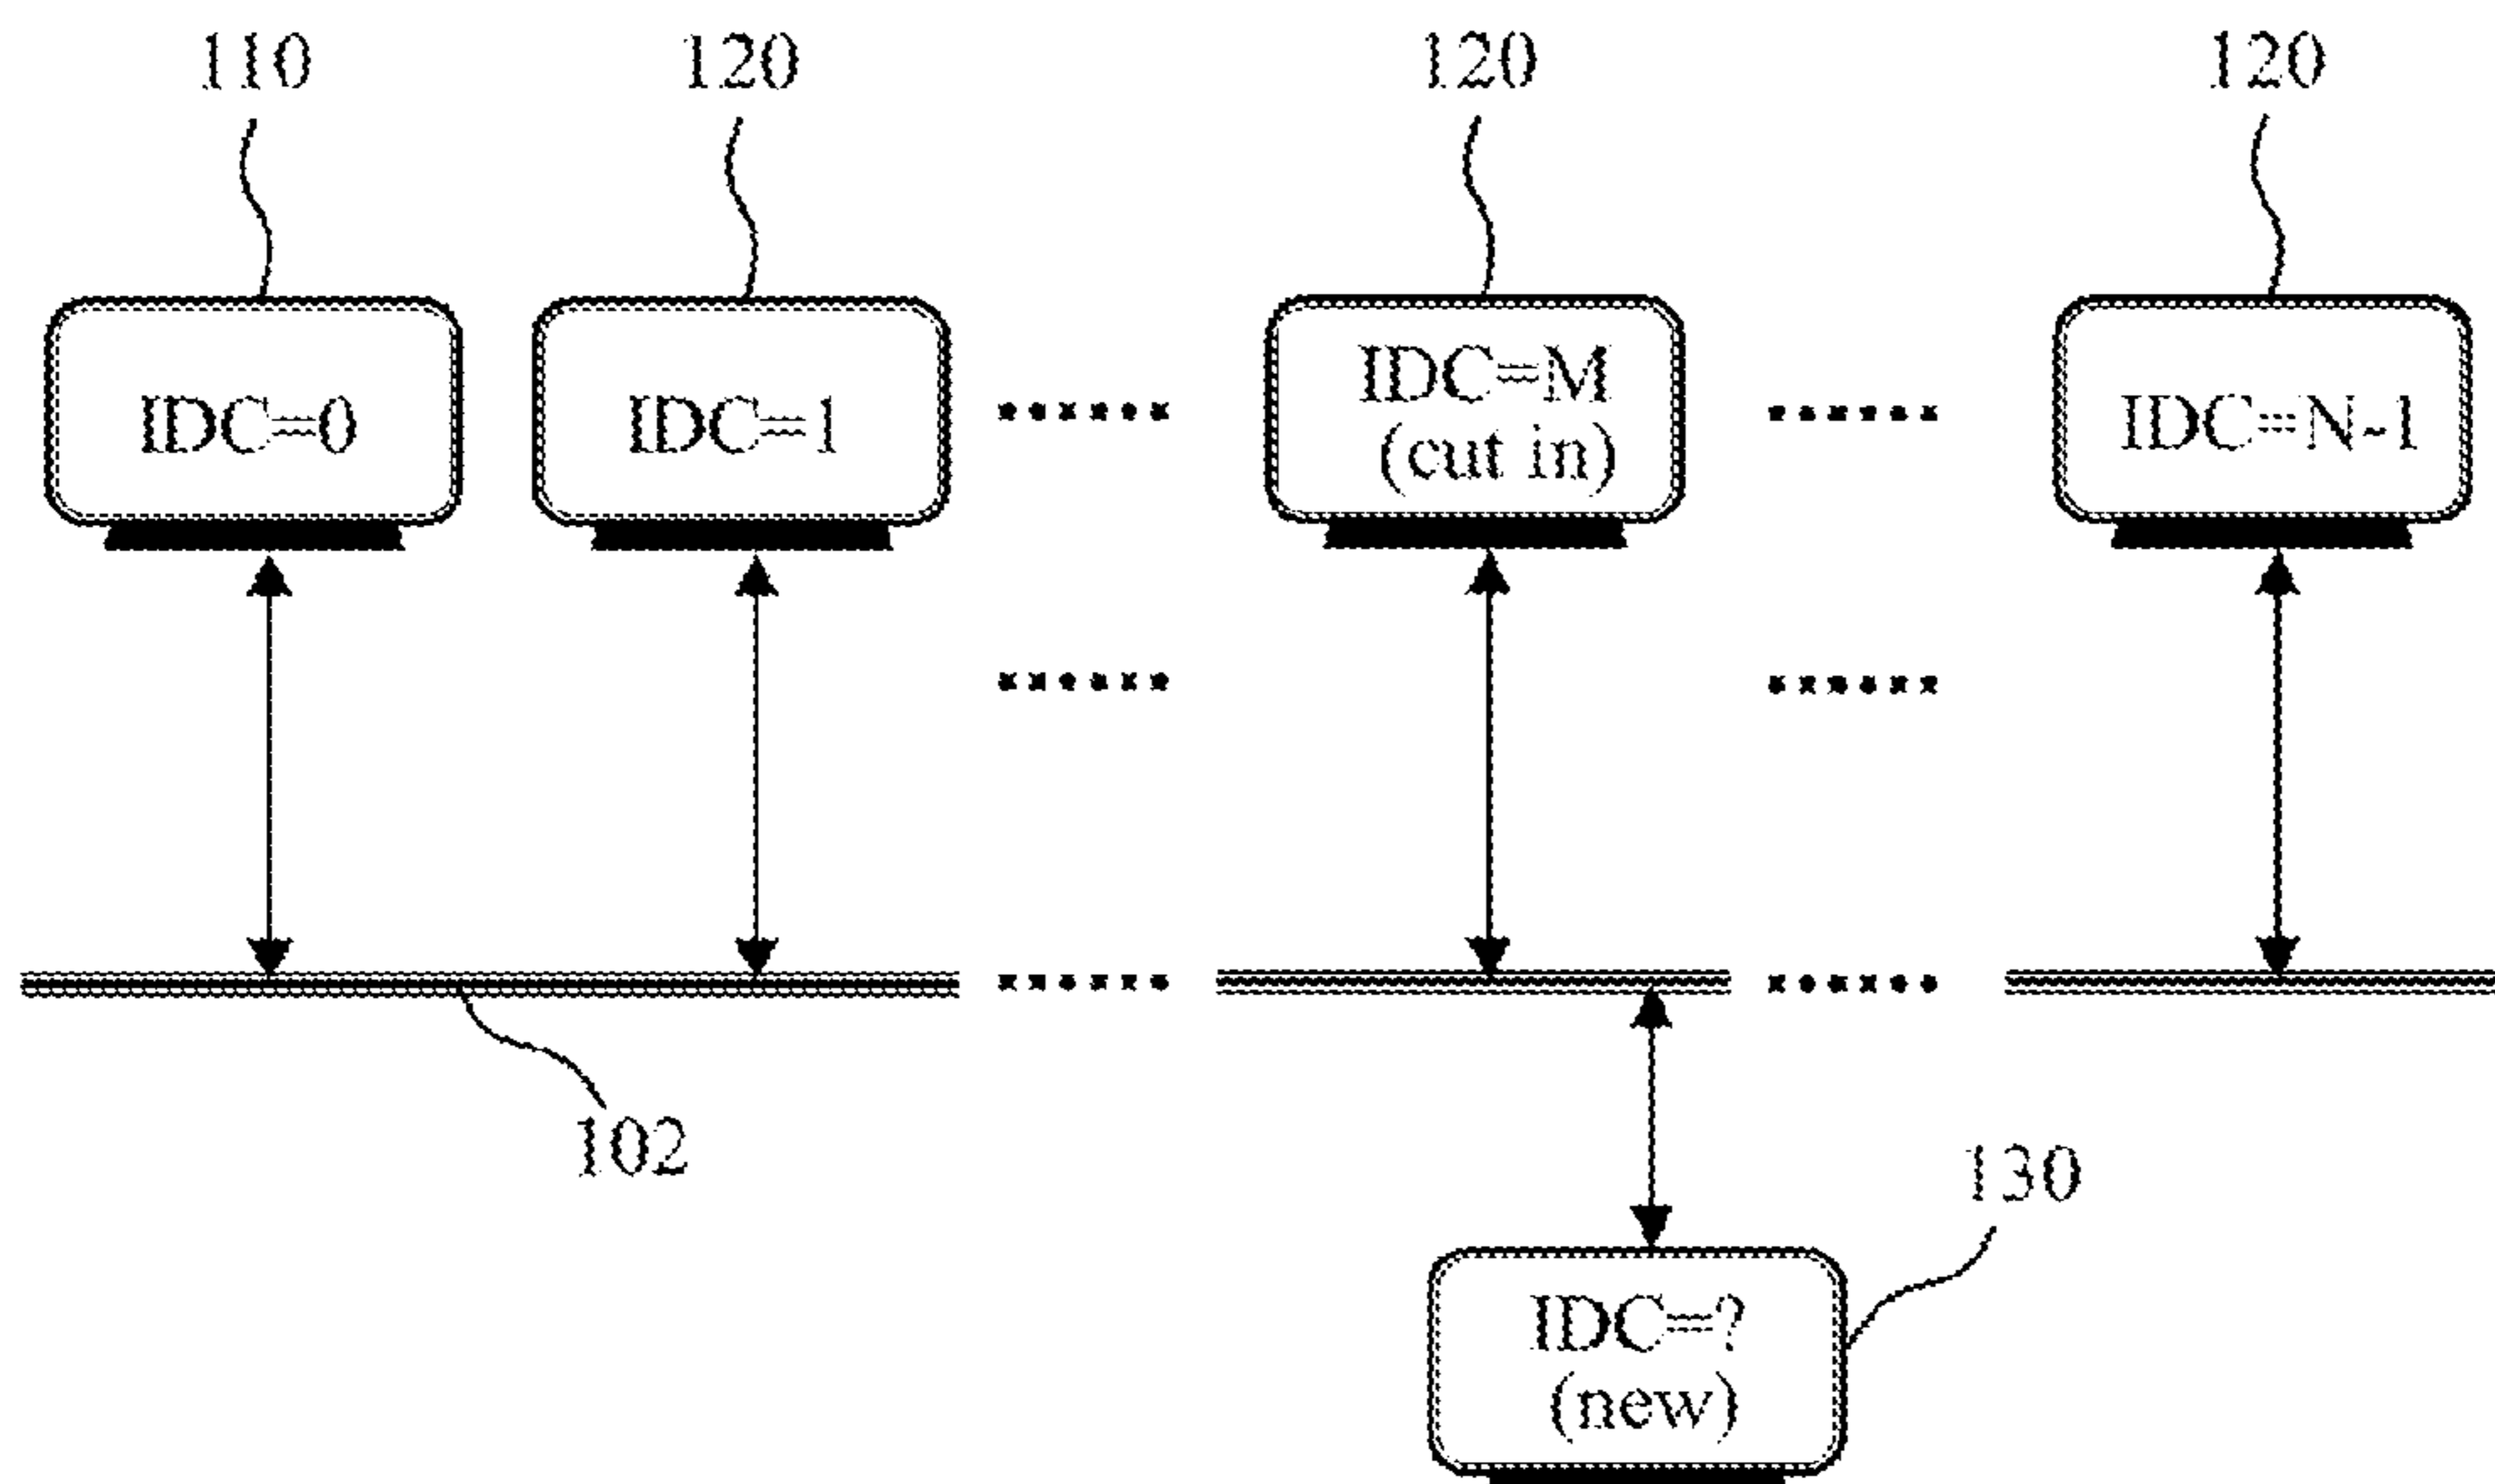 110
120
120
120
IDC=0
IDC=1
IDC=M
(cut in)
IDC=N-1
102
130
IDC=?
(new)